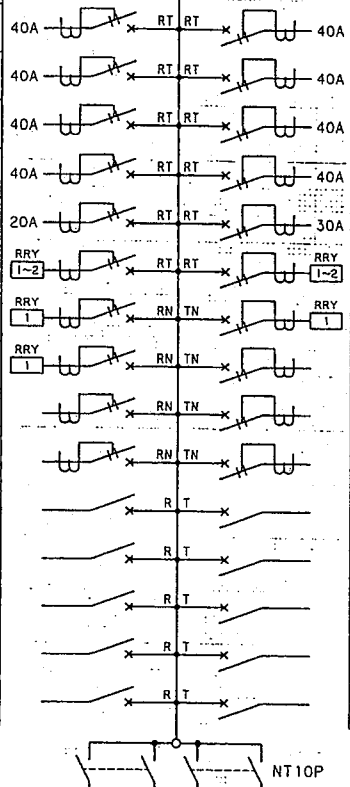 40A RT RT 40A
40A RT RT 40A
40A RT RT 40A
40A RT RT 40A
20A RT RT 30A
RRY RRY
1~2 RT RT 1~2
RRY RRY
1 RN TN 1
RRY
1 RN TN
RN TN
RN TN
R T
R T
R T
R T
R T
NT10P